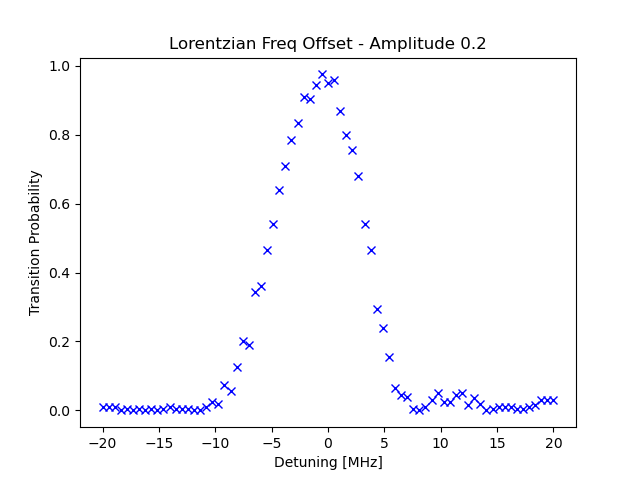 Lorentzian Freq Offset - Amplitude 0.2
1.0
0.8
0.6
0.4
0.2
0.0
Transition Probability
−20 −15 −10 −5 0 5 10 15 20
Detuning [MHz]